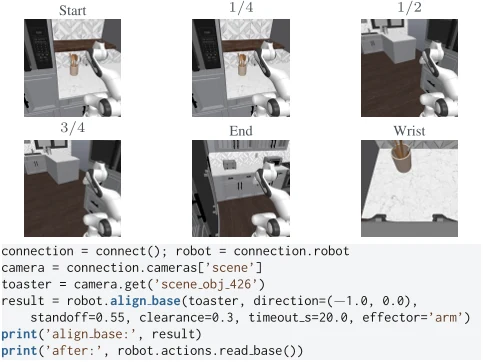 Start
1/4
1/2
3/4
End
Wrist
connection = connect(); robot = connection.robot
camera = connection.cameras['scene']
toaster = camera.get('scene_obj_426')
result = robot.align_base(toaster, direction=(−1.0, 0.0),
    standoff=0.55, clearance=0.3, timeout_s=20.0, effector='arm')
print('align_base:', result)
print('after:', robot.actions.read_base())